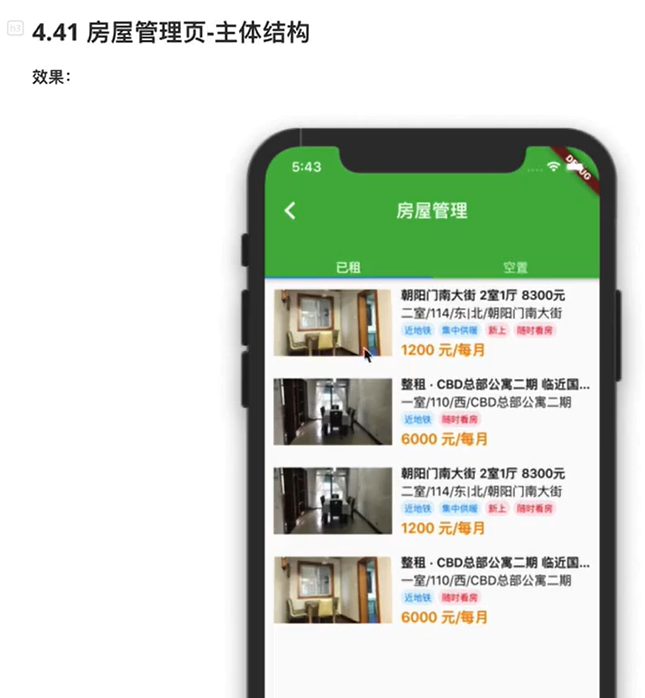 h3
4.41 房屋管理页-主体结构
效果：
5:43
DEBUG
房屋管理
已租
空置
朝阳门南大街 2室1厅 8300元
二室/114/东|北/朝阳门南大街
近地铁 集中供暖 新上 随时看房
1200 元/每月
整租 · CBD总部公寓二期 临近国...
一室/110/西/CBD总部公寓二期
近地铁 随时看房
6000 元/每月
朝阳门南大街 2室1厅 8300元
二室/114/东|北/朝阳门南大街
近地铁 集中供暖 新上 随时看房
1200 元/每月
整租 · CBD总部公寓二期 临近国...
一室/110/西/CBD总部公寓二期
近地铁 随时看房
6000 元/每月